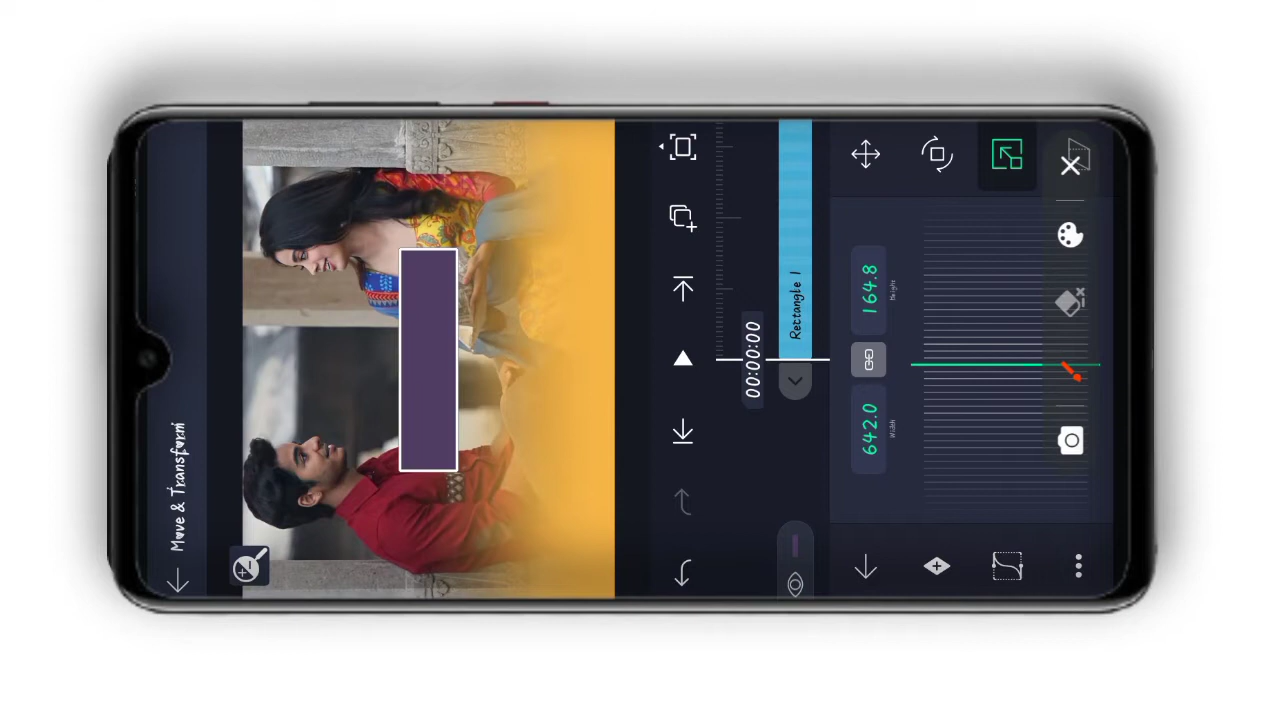 Move & Transform
00:00:00
Rectangle 1
642.0
Width
164.8
Height